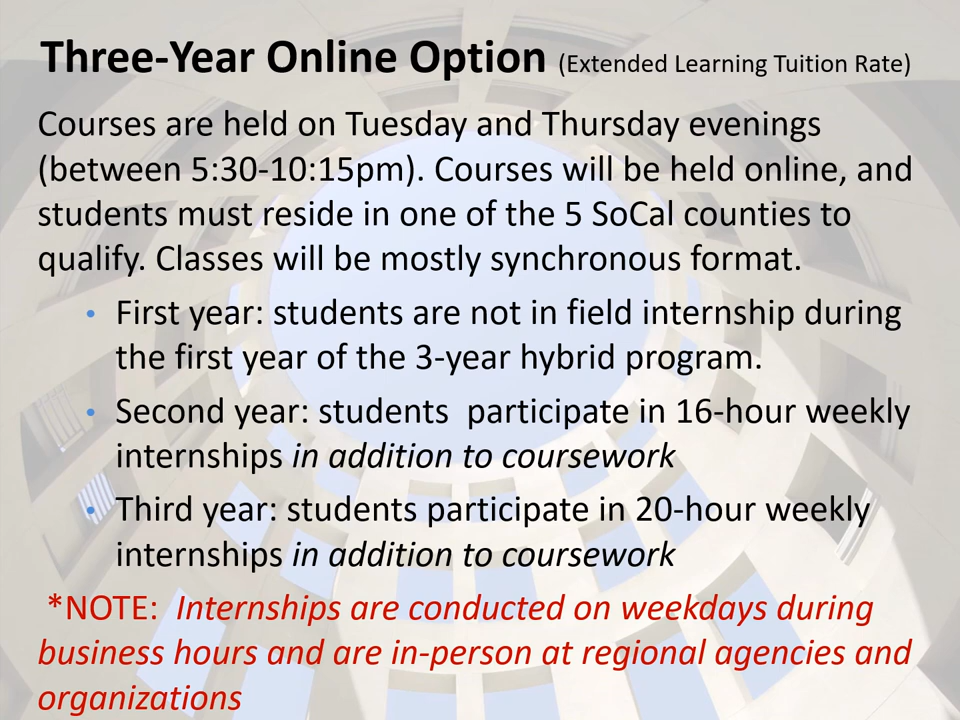 Three-Year Online Option (Extended Learning Tuition Rate)
Courses are held on Tuesday and Thursday evenings
(between 5:30-10:15pm). Courses will be held online, and
students must reside in one of the 5 SoCal counties to
qualify. Classes will be mostly synchronous format.
• First year: students are not in field internship during
the first year of the 3-year hybrid program.
• Second year: students  participate in 16-hour weekly
internships in addition to coursework
• Third year: students participate in 20-hour weekly
internships in addition to coursework
*NOTE:  Internships are conducted on weekdays during
business hours and are in-person at regional agencies and
organizations